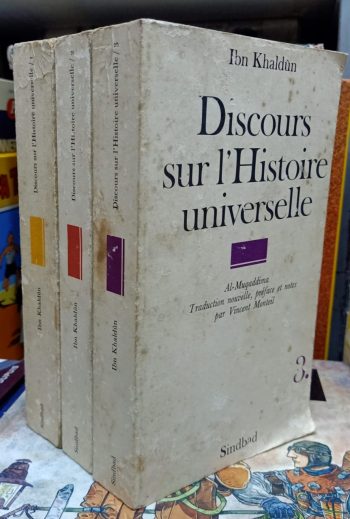 Ibn Khaldûn
Discours
sur l'Histoire
universelle
Al-Muqaddima
Traduction nouvelle, préface et notes
par Vincent Monteil
3.
Sindbad
Discours sur l'Histoire universelle / 1
Ibn Khaldûn
Sindbad
Discours sur l'Histoire universelle / 2
Ibn Khaldûn
Sindbad
Discours sur l'Histoire universelle / 3
Ibn Khaldûn
Sindbad